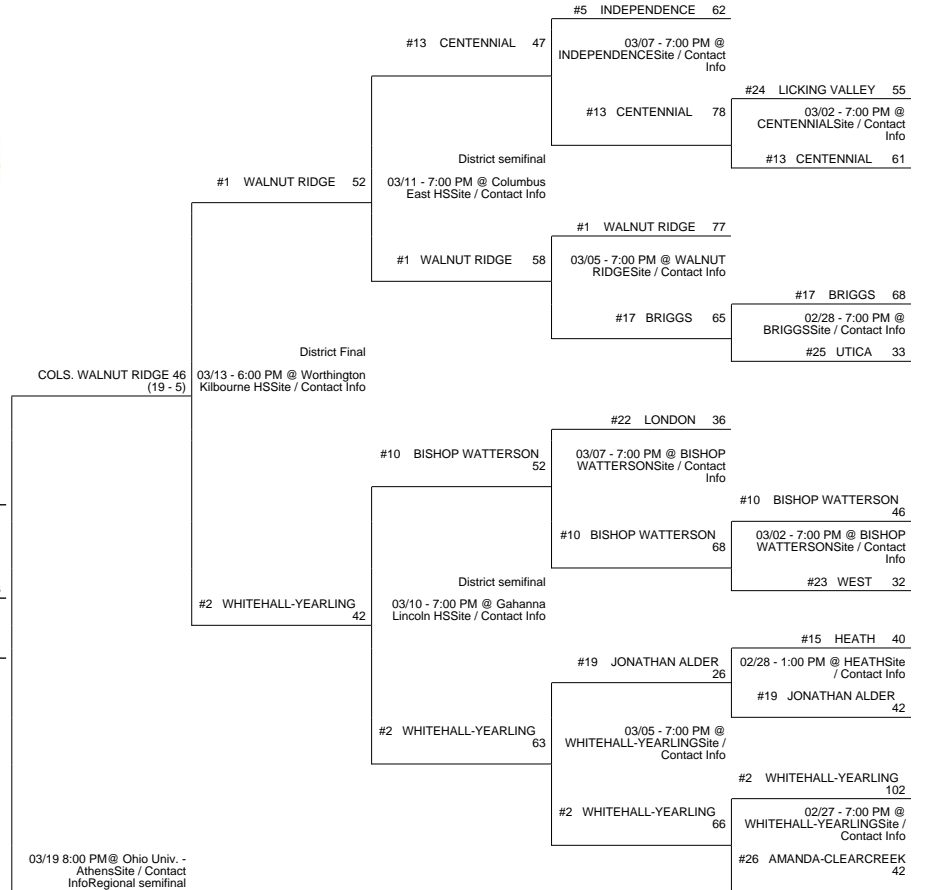 #5 INDEPENDENCE 62
#13 CENTENNIAL 47
03/07 - 7:00 PM @
INDEPENDENCESite / Contact
Info
#24 LICKING VALLEY 55
#13 CENTENNIAL 78
03/02 - 7:00 PM @
CENTENNIALSite / Contact
Info
District semifinal
#13 CENTENNIAL 61
#1 WALNUT RIDGE 52
03/11 - 7:00 PM @ Columbus
East HSSite / Contact Info
#1 WALNUT RIDGE 77
#1 WALNUT RIDGE 58
03/05 - 7:00 PM @ WALNUT
RIDGESite / Contact Info
#17 BRIGGS 68
#17 BRIGGS 65
02/28 - 7:00 PM @
BRIGGSSite / Contact Info
District Final
#25 UTICA 33
COLS. WALNUT RIDGE 46
(19 - 5)
03/13 - 6:00 PM @ Worthington
Kilbourne HSSite / Contact Info
#22 LONDON 36
#10 BISHOP WATTERSON
52
03/07 - 7:00 PM @ BISHOP
WATTERSONSite / Contact
Info
#10 BISHOP WATTERSON
46
#10 BISHOP WATTERSON
68
03/02 - 7:00 PM @ BISHOP
WATTERSONSite / Contact
Info
District semifinal
#23 WEST 32
#2 WHITEHALL-YEARLING
42
03/10 - 7:00 PM @ Gahanna
Lincoln HSSite / Contact Info
#15 HEATH 40
#19 JONATHAN ALDER
26
02/28 - 1:00 PM @ HEATHSite
/ Contact Info
#19 JONATHAN ALDER
42
#2 WHITEHALL-YEARLING
63
03/05 - 7:00 PM @
WHITEHALL-YEARLINGSite /
Contact Info
#2 WHITEHALL-YEARLING
102
#2 WHITEHALL-YEARLING
66
02/27 - 7:00 PM @
WHITEHALL-YEARLINGSite /
Contact Info
#26 AMANDA-CLEARCREEK
42
03/19 8:00 PM@ Ohio Univ. -
AthensSite / Contact
InfoRegional semifinal